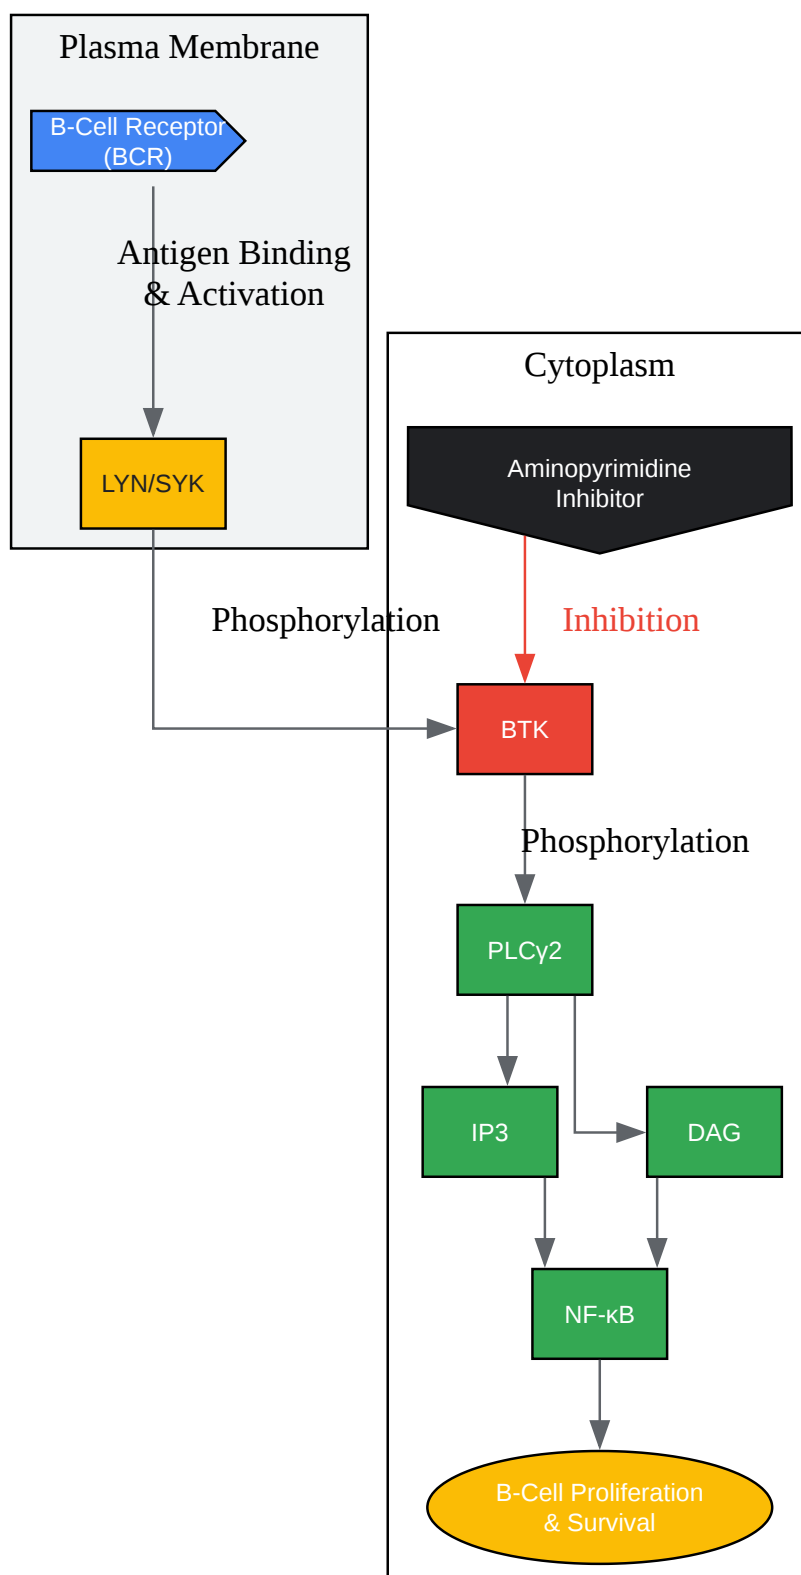 Plasma Membrane
B-Cell Receptor
(BCR)
Antigen Binding
& Activation
LYN/SYK
Cytoplasm
Aminopyrimidine
Inhibitor
Phosphorylation
Inhibition
BTK
Phosphorylation
PLCγ2
IP3
DAG
NF-κB
B-Cell Proliferation
& Survival